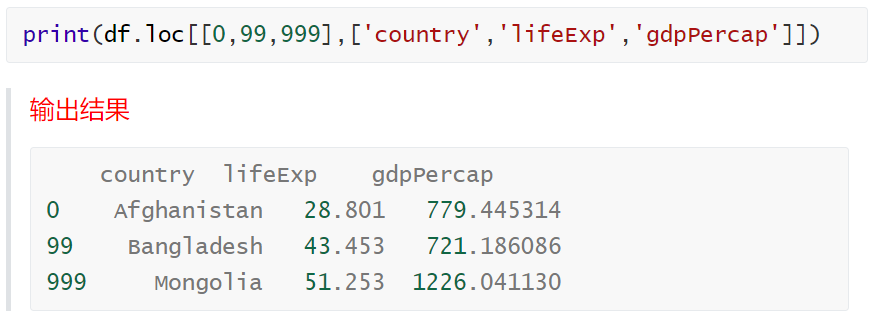 print(df.loc[[0,99,999],['country','lifeExp','gdpPercap']])
输出结果
country  lifeExp    gdpPercap
0    Afghanistan   28.801   779.445314
99    Bangladesh   43.453   721.186086
999     Mongolia   51.253  1226.041130